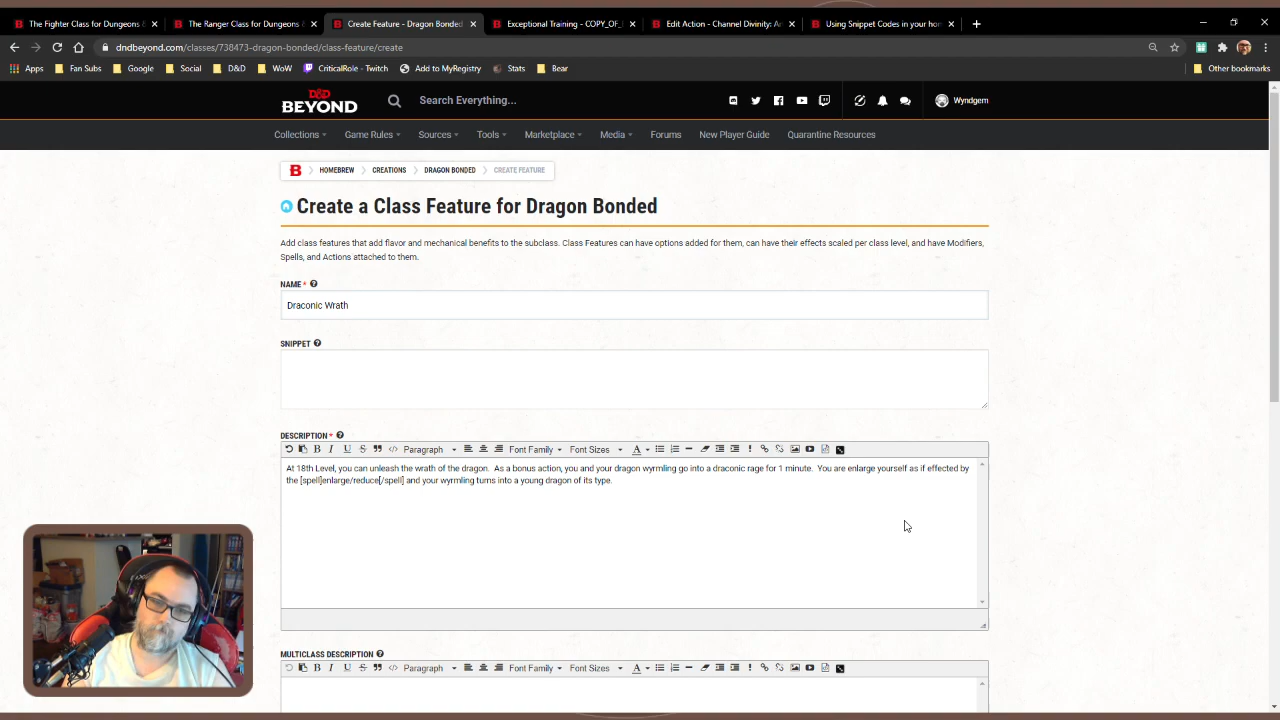 The Fighter Class for Dungeons &
The Ranger Class for Dungeons &
Create Feature - Dragon Bonded
Exceptional Training - COPY_OF_
Edit Action - Channel Divinity: A
Using Snippet Codes in your hom
dndbeyond.com/classes/738473-dragon-bonded/class-feature/create
Apps
Fan Subs
Google
Social
D&D
WoW
CriticalRole - Twitch
Add to MyRegistry
Stats
Bear
Other bookmarks
D&D
BEYOND
Search Everything...
Wyndgem
Collections
Game Rules
Sources
Tools
Marketplace
Media
Forums
New Player Guide
Quarantine Resources
B
HOMEBREW
CREATIONS
DRAGON BONDED
CREATE FEATURE
Create a Class Feature for Dragon Bonded
Add class features that add flavor and mechanical benefits to the subclass. Class Features can have options added for them, can have their effects scaled per class level, and have Modifiers,
Spells, and Actions attached to them.
NAME *
Draconic Wrath
SNIPPET
DESCRIPTION *
B I U S Paragraph Font Family Font Sizes A
At 18th Level, you can unleash the wrath of the dragon. As a bonus action, you and your dragon wyrmling go into a draconic rage for 1 minute. You are enlarge yourself as if effected by
the [spell]enlarge/reduce[/spell] and your wyrmling turns into a young dragon of its type.
MULTICLASS DESCRIPTION
B I U S Paragraph Font Family Font Sizes A